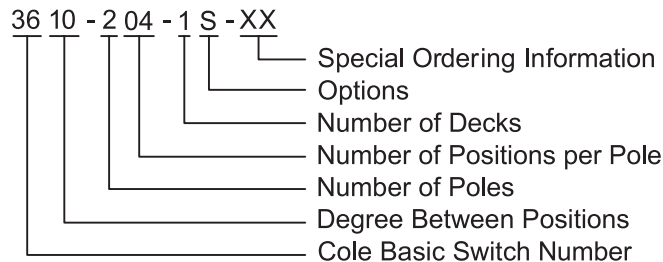 36 10 - 2 04 - 1 S - XX
Special Ordering Information
Options
Number of Decks
Number of Positions per Pole
Number of Poles
Degree Between Positions
Cole Basic Switch Number